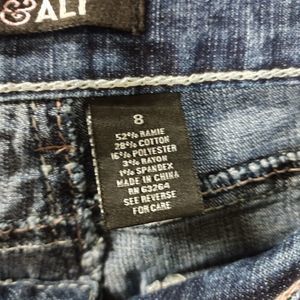 & ALI
8
52% RAMIE
28% COTTON
16% POLYESTER
3% RAYON
1% SPANDEX
MADE IN CHINA
RN 63264
SEE REVERSE
FOR CARE